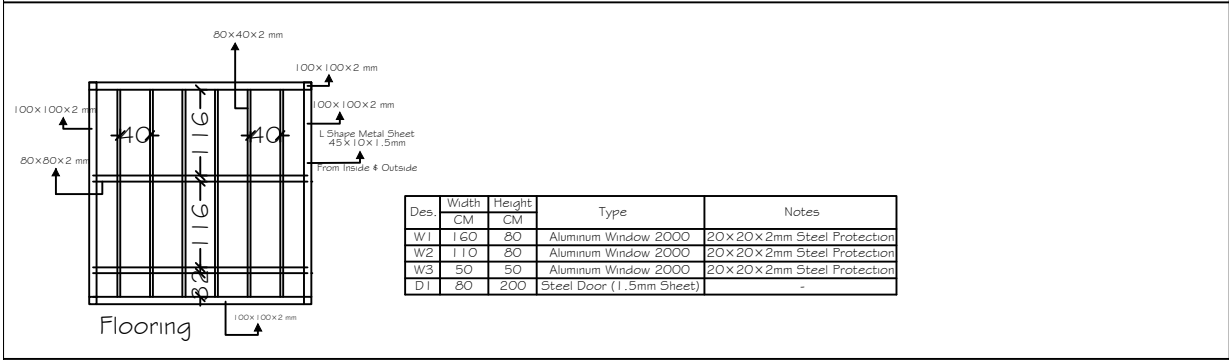 80×40×2 mm
100×100×2 mm
100×100×2 mm
100×100×2 mm
40
116
40
L Shape Metal Sheet
45×10×1.5mm
From Inside & Outside
80×80×2 mm
116
32
100×100×2 mm
Flooring
Des. Width Height Type Notes
CM CM
W1 160 80 Aluminum Window 2000 20×20×2mm Steel Protection
W2 110 80 Aluminum Window 2000 20×20×2mm Steel Protection
W3 50 50 Aluminum Window 2000 20×20×2mm Steel Protection
D1 80 200 Steel Door (1.5mm Sheet) -